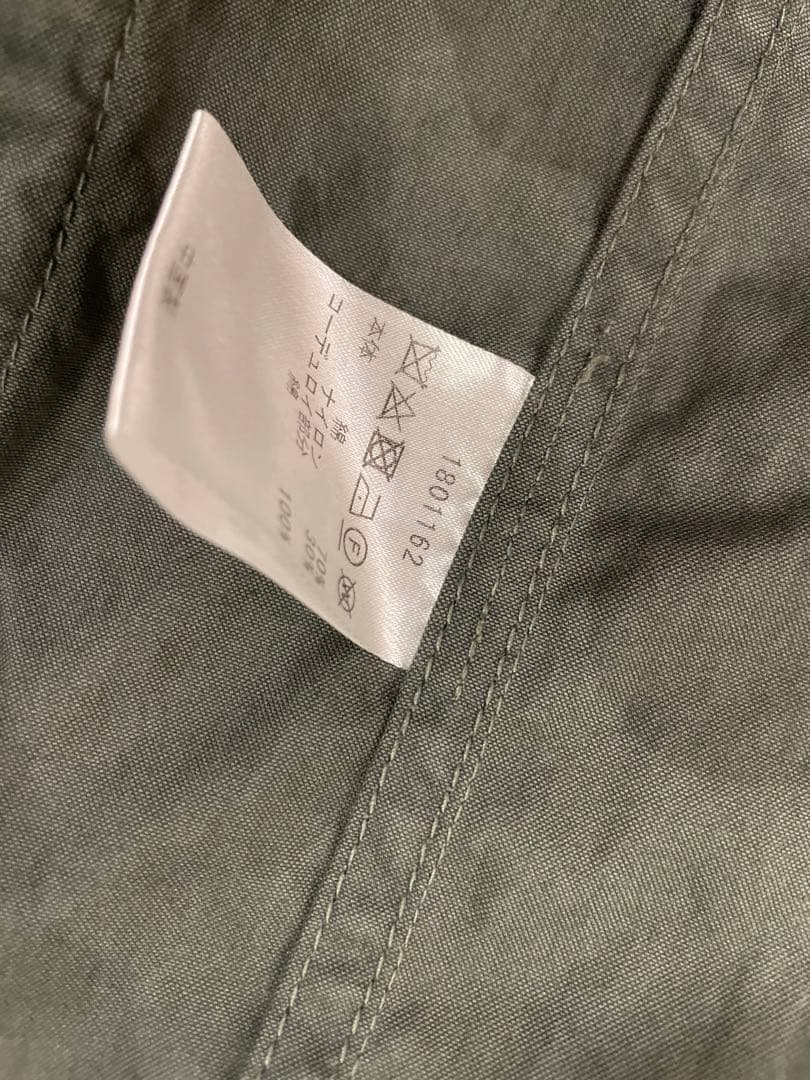 1801162
本体
綿 70%
ナイロン 30%
コーデュロイ部分
綿 100%
中国製